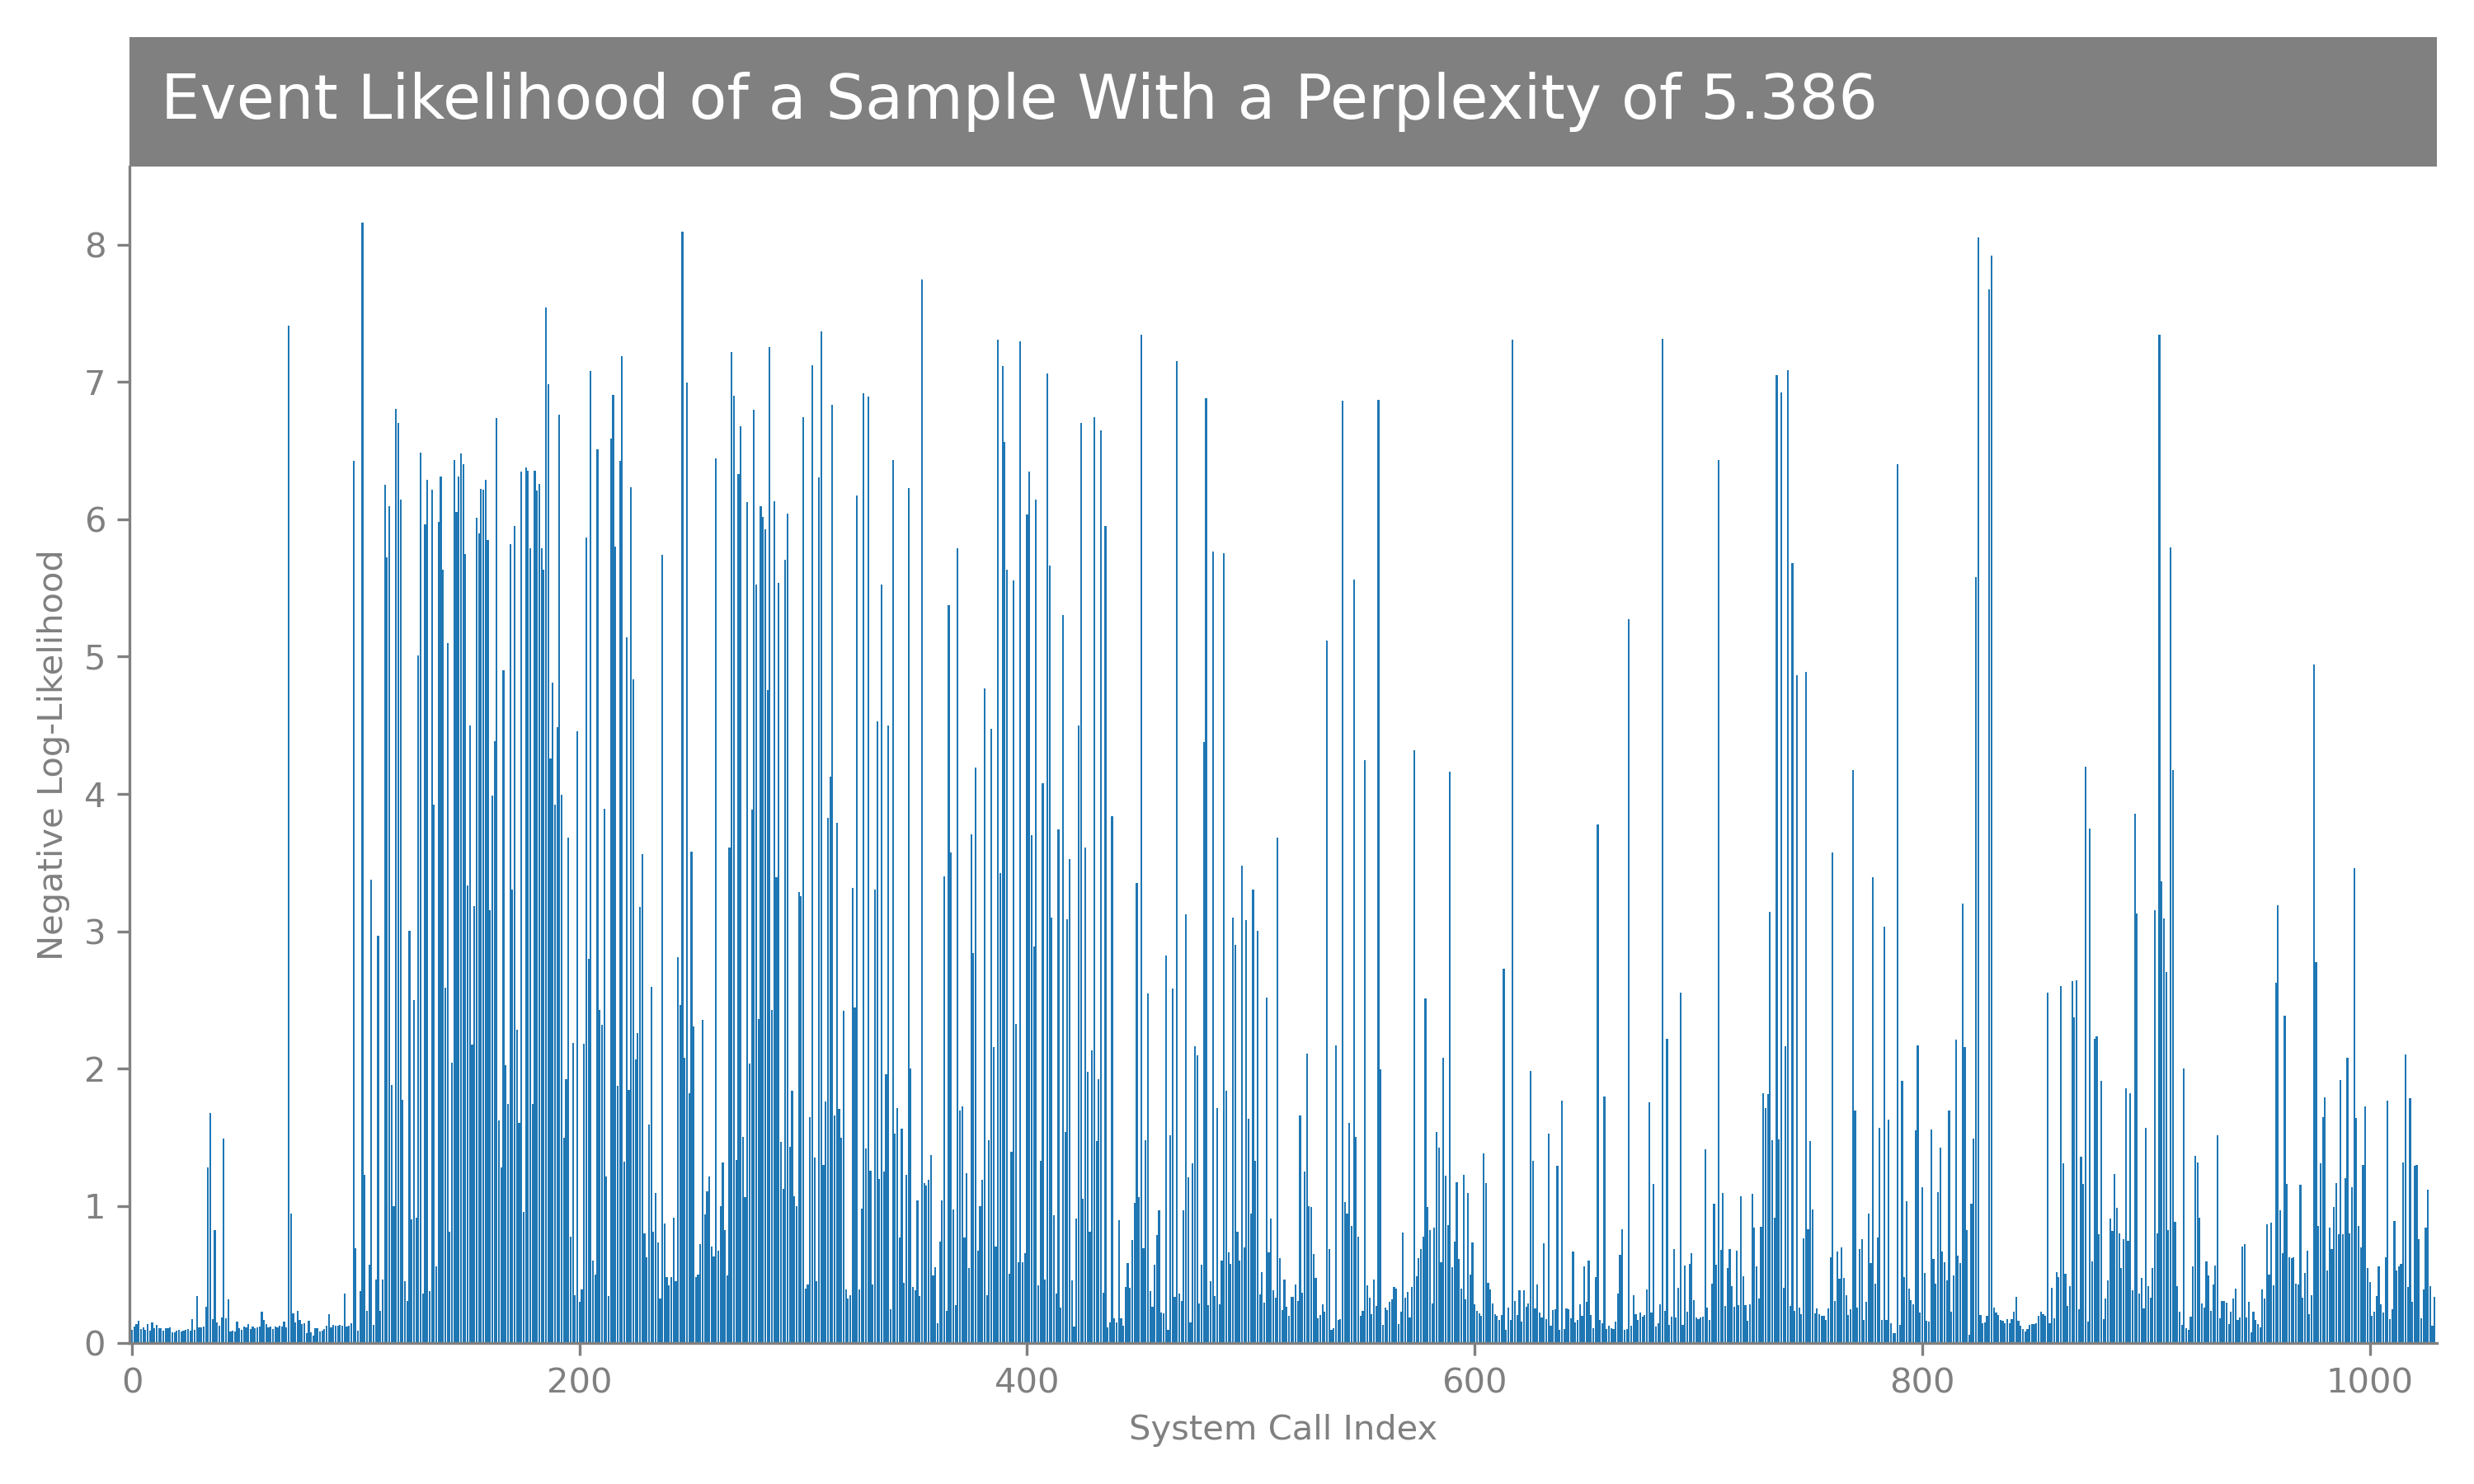 Event Likelihood of a Sample With a Perplexity of 5.386
8
7
6
5
4
3
2
1
0
Negative Log-Likelihood
0 200 400 600 800 1000
System Call Index